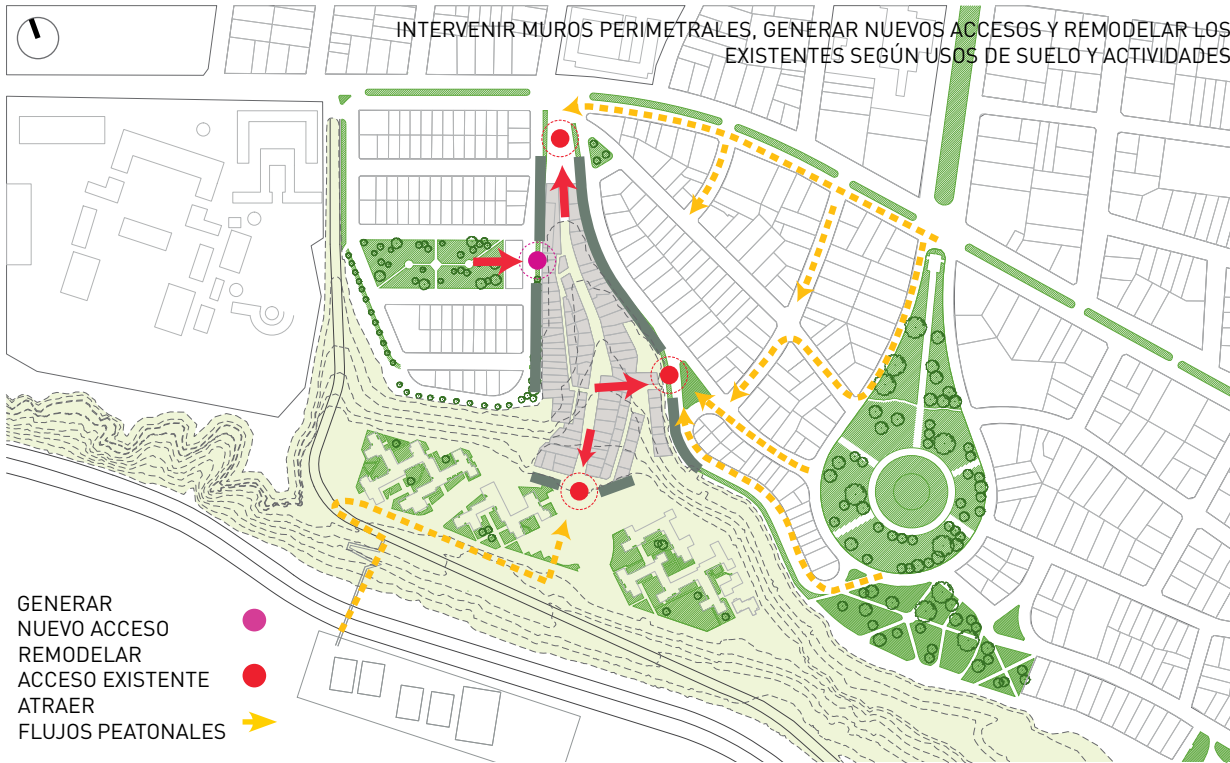 INTERVENIR MUROS PERIMETRALES, GENERAR NUEVOS ACCESOS Y REMODELAR LOS
EXISTENTES SEGÚN USOS DE SUELO Y ACTIVIDADES
GENERAR
NUEVO ACCESO
REMODELAR
ACCESO EXISTENTE
ATRAER
FLUJOS PEATONALES